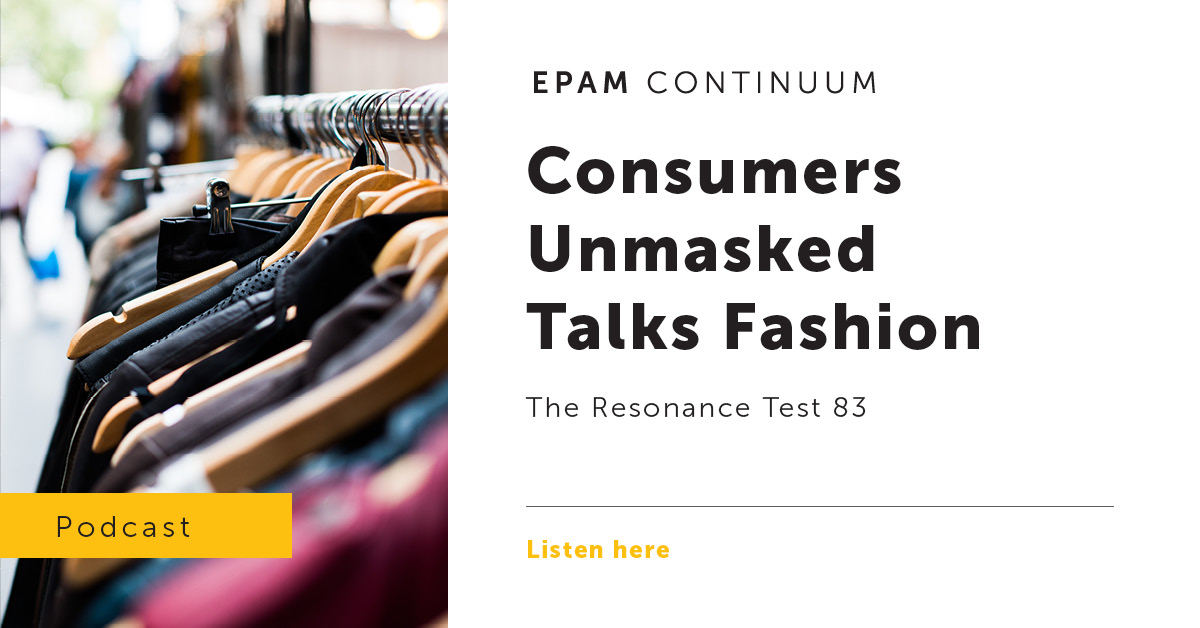 EPAM CONTINUUM
Consumers
Unmasked
Talks Fashion
The Resonance Test 83
Podcast
Listen here